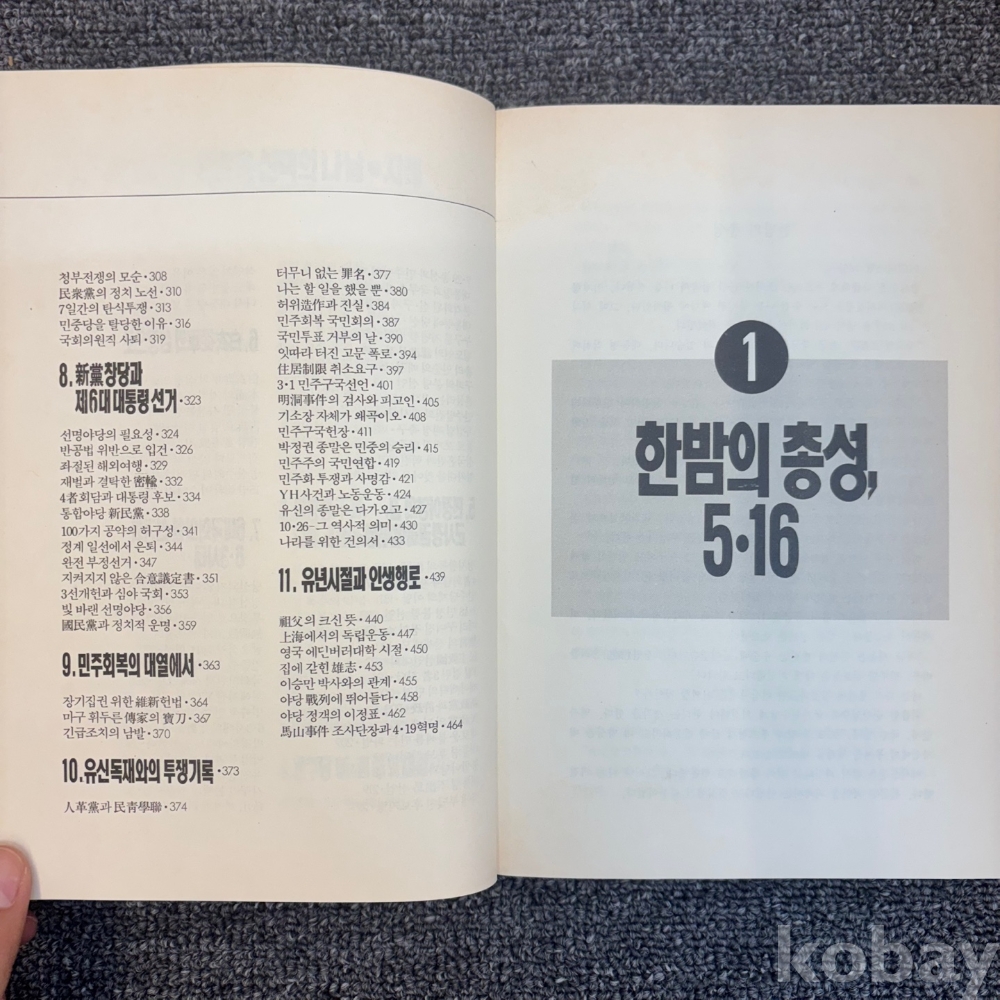 청부전쟁의 모순•308
民衆黨의 정치 노선•310
7일간의 탄식투쟁•313
민중당을 탈당한 이유•316
국회의원직 사퇴•319
8. 新黨창당과
제6대 대통령 선거•323
선명야당의 필요성•324
반공법 위반으로 입건•326
좌절된 해외여행•329
재벌과 결탁한 密輸•332
4者회담과 대통령 후보•334
통합야당 新民黨•338
100가지 공약의 허구성•341
정계 일선에서 은퇴•344
완전 부정선거•347
지켜지지 않은 合意議定書•351
3선개헌과 심야 국회•353
빛 바랜 선명야당•356
國民黨과 정치적 운명•359
9. 민주회복의 대열에서•363
장기집권 위한 維新헌법•364
마구 휘두른 傳家의 寶刀•367
긴급조치의 남발•370
10. 유신독재와의 투쟁기록•373
人革黨과 民靑學聯•374
터무니 없는 罪名•377
나는 할 일을 했을 뿐•380
허위造作과 진실•384
민주회복 국민회의•387
국민투표 거부의 날•390
잇따라 터진 고문 폭로•394
住居制限 취소요구•397
3•1 민주구국선언•401
明洞事件의 검사와 피고인•405
기소장 자체가 왜곡이오•408
민주구국헌장•411
박정권 종말은 민중의 승리•415
민주주의 국민연합•419
민주화 투쟁과 사명감•421
YH사건과 노동운동•424
유신의 종말은 다가오고•427
10•26—그 역사적 의미•430
나라를 위한 건의서•433
11. 유년시절과 인생행로•439
祖父의 크신 뜻•440
上海에서의 독립운동•447
영국 에딘버러대학 시절•450
집에 갇힌 雄志•453
이승만 박사와의 관계•455
야당 戰列에 뛰어들다•458
야당 정객의 이정표•462
馬山事件 조사단장과 4•19혁명•464
1
한밤의 총성,
5•16
kobay